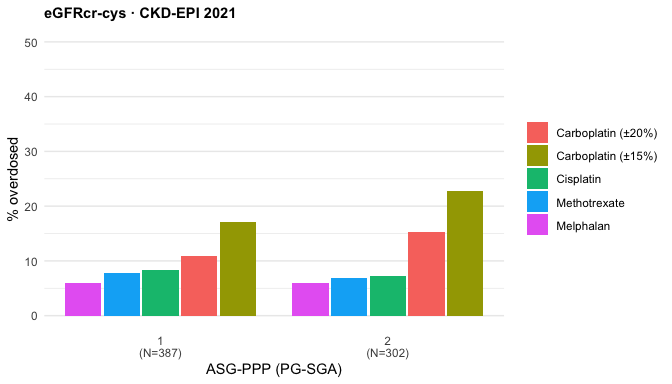 eGFRcr-cys · CKD-EPI 2021
% overdosed
50
40
30
20
10
0
1
(N=387)
2
(N=302)
ASG-PPP (PG-SGA)
Carboplatin (±20%)
Carboplatin (±15%)
Cisplatin
Methotrexate
Melphalan